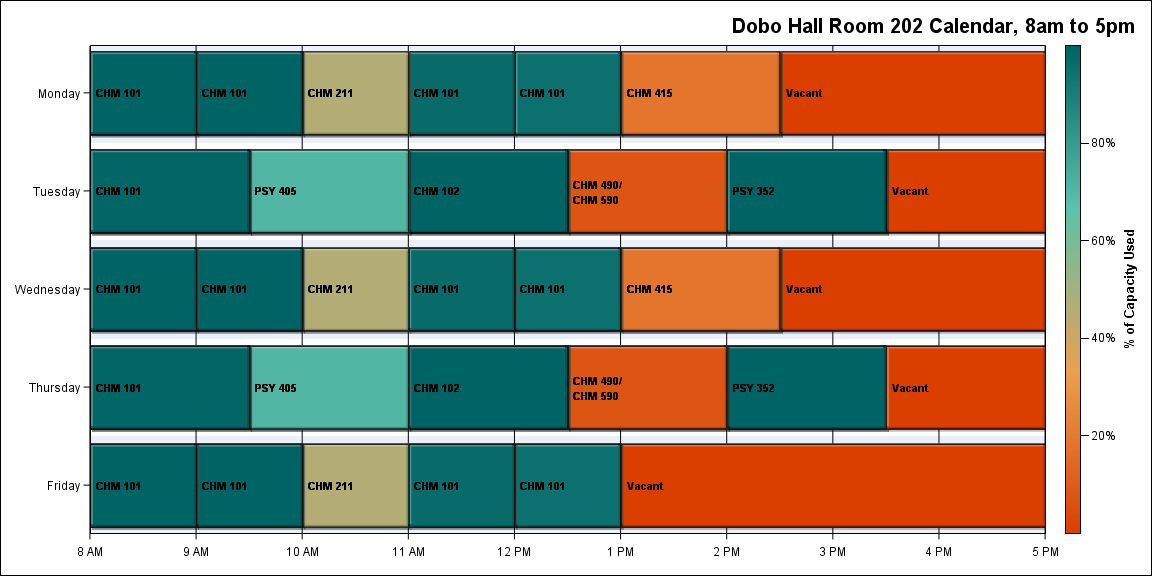 Dobo Hall Room 202 Calendar, 8am to 5pm
Monday
CHM 101
CHM 101
CHM 211
CHM 101
CHM 101
CHM 415
Vacant
Tuesday
CHM 101
PSY 405
CHM 102
CHM 490/
CHM 590
PSY 352
Vacant
Wednesday
CHM 101
CHM 101
CHM 211
CHM 101
CHM 101
CHM 415
Vacant
Thursday
CHM 101
PSY 405
CHM 102
CHM 490/
CHM 590
PSY 352
Vacant
Friday
CHM 101
CHM 101
CHM 211
CHM 101
CHM 101
Vacant
8 AM
9 AM
10 AM
11 AM
12 PM
1 PM
2 PM
3 PM
4 PM
5 PM
80%
60%
40%
20%
% of Capacity Used